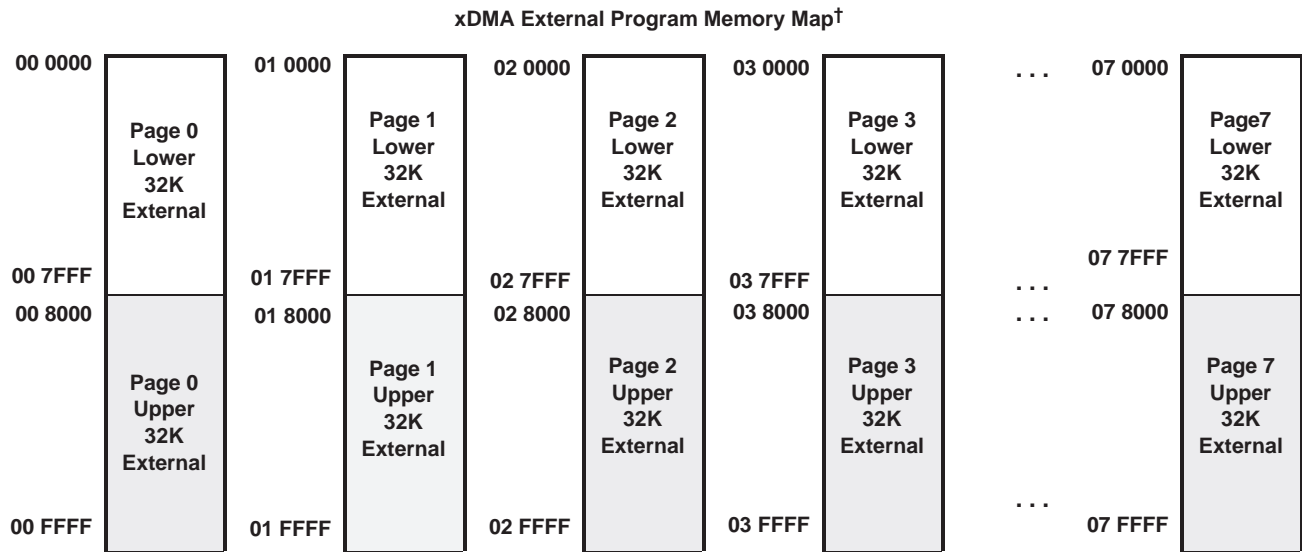 xDMA External Program Memory Map†
00 0000
01 0000
02 0000
03 0000
. . .
07 0000
Page 0
Lower
32K
External
Page 1
Lower
32K
External
Page 2
Lower
32K
External
Page 3
Lower
32K
External
Page7
Lower
32K
External
00 7FFF
01 7FFF
02 7FFF
03 7FFF
. . .
07 7FFF
00 8000
01 8000
02 8000
03 8000
. . .
07 8000
Page 0
Upper
32K
External
Page 1
Upper
32K
External
Page 2
Upper
32K
External
Page 3
Upper
32K
External
Page 7
Upper
32K
External
00 FFFF
01 FFFF
02 FFFF
03 FFFF
. . .
07 FFFF